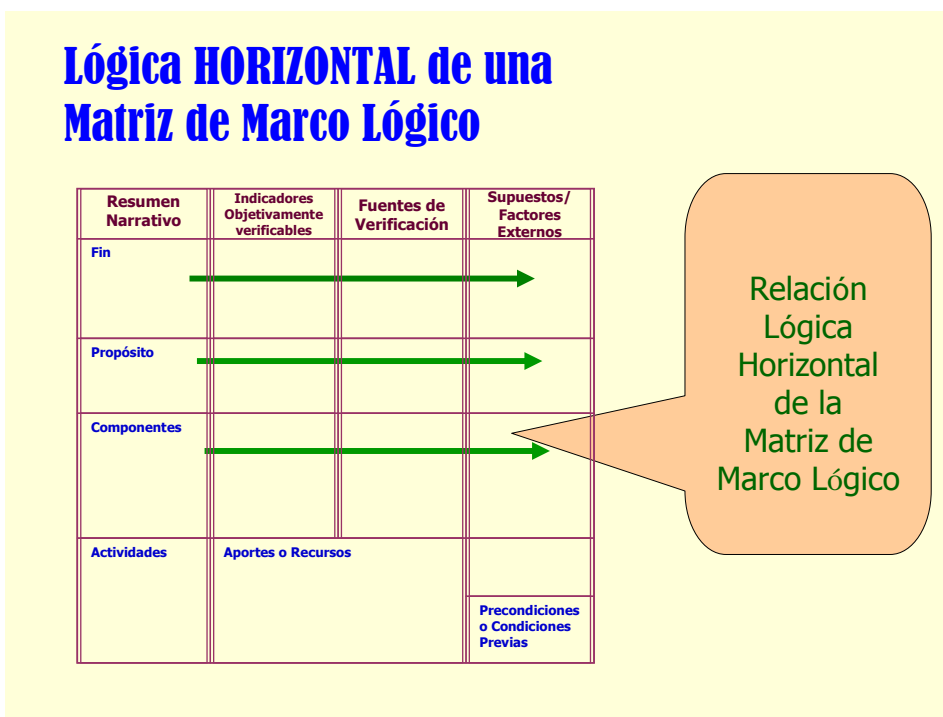 Lógica HORIZONTAL de una
Matriz de Marco Lógico
Resumen
Narrativo
Indicadores
Objetivamente
verificables
Fuentes de
Verificación
Supuestos/
Factores
Externos
Fin
Propósito
Componentes
Actividades
Aportes o Recursos
Precondiciones
o Condiciones
Previas
Relación
Lógica
Horizontal
de la
Matriz de
Marco Lógico